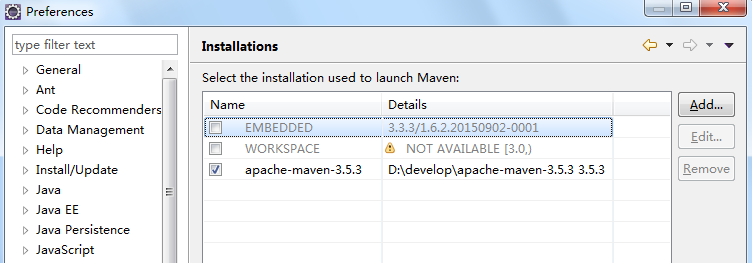 Preferences
type filter text
General
Ant
Code Recommenders
Data Management
Help
Install/Update
Java
Java EE
Java Persistence
JavaScript
Installations
Select the installation used to launch Maven:
Name Details
EMBEDDED 3.3.3/1.6.2.20150902-0001
WORKSPACE NOT AVAILABLE [3.0,)
apache-maven-3.5.3 D:\develop\apache-maven-3.5.3 3.5.3
Add...
Edit...
Remove